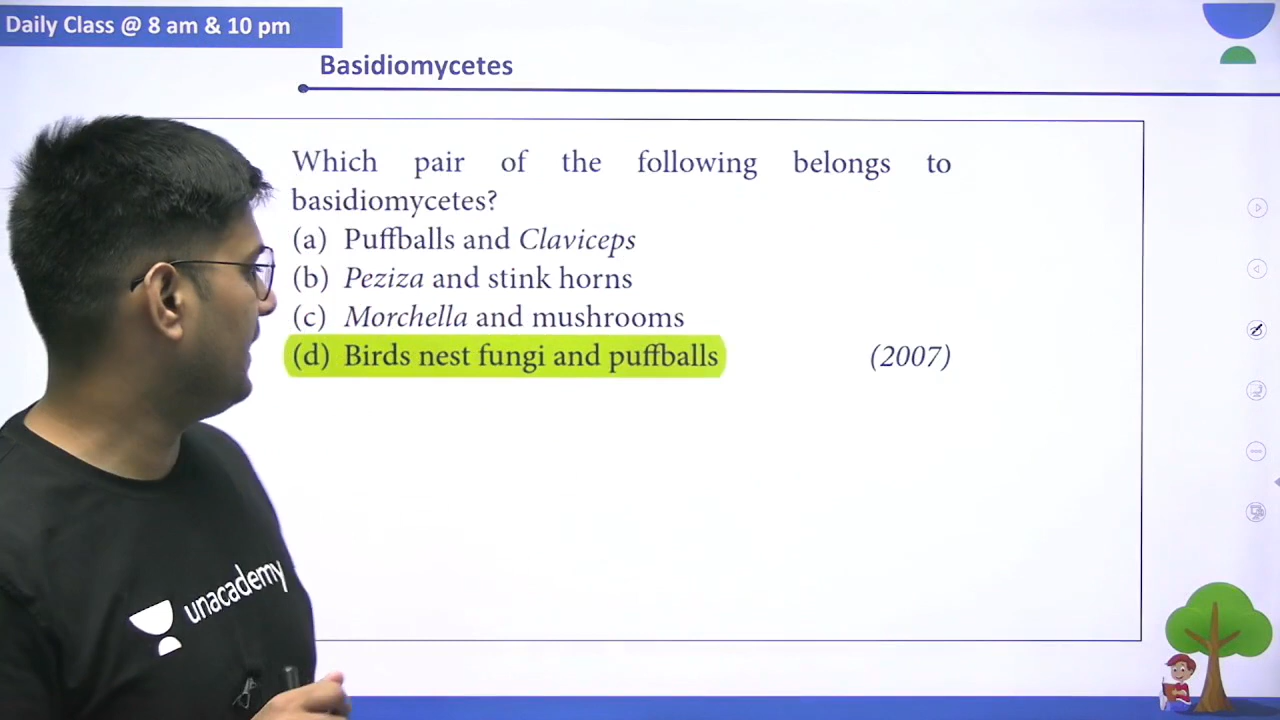 Daily Class @ 8 am & 10 pm
Basidiomycetes
Which pair of the following belongs to
basidiomycetes?
(a) Puffballs and Claviceps
(b) Peziza and stink horns
(c) Morchella and mushrooms
(d) Birds nest fungi and puffballs (2007)
unacademy